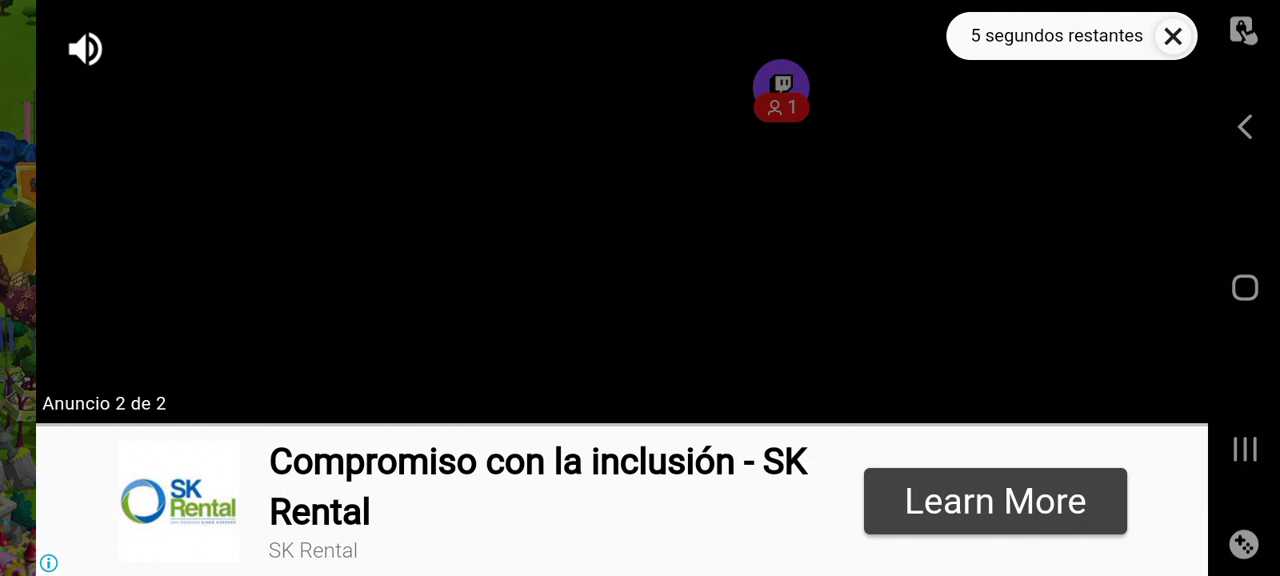 5 segundos restantes
1
Anuncio 2 de 2
SK
Rental
Compromiso con la inclusión - SK
Rental
SK Rental
Learn More